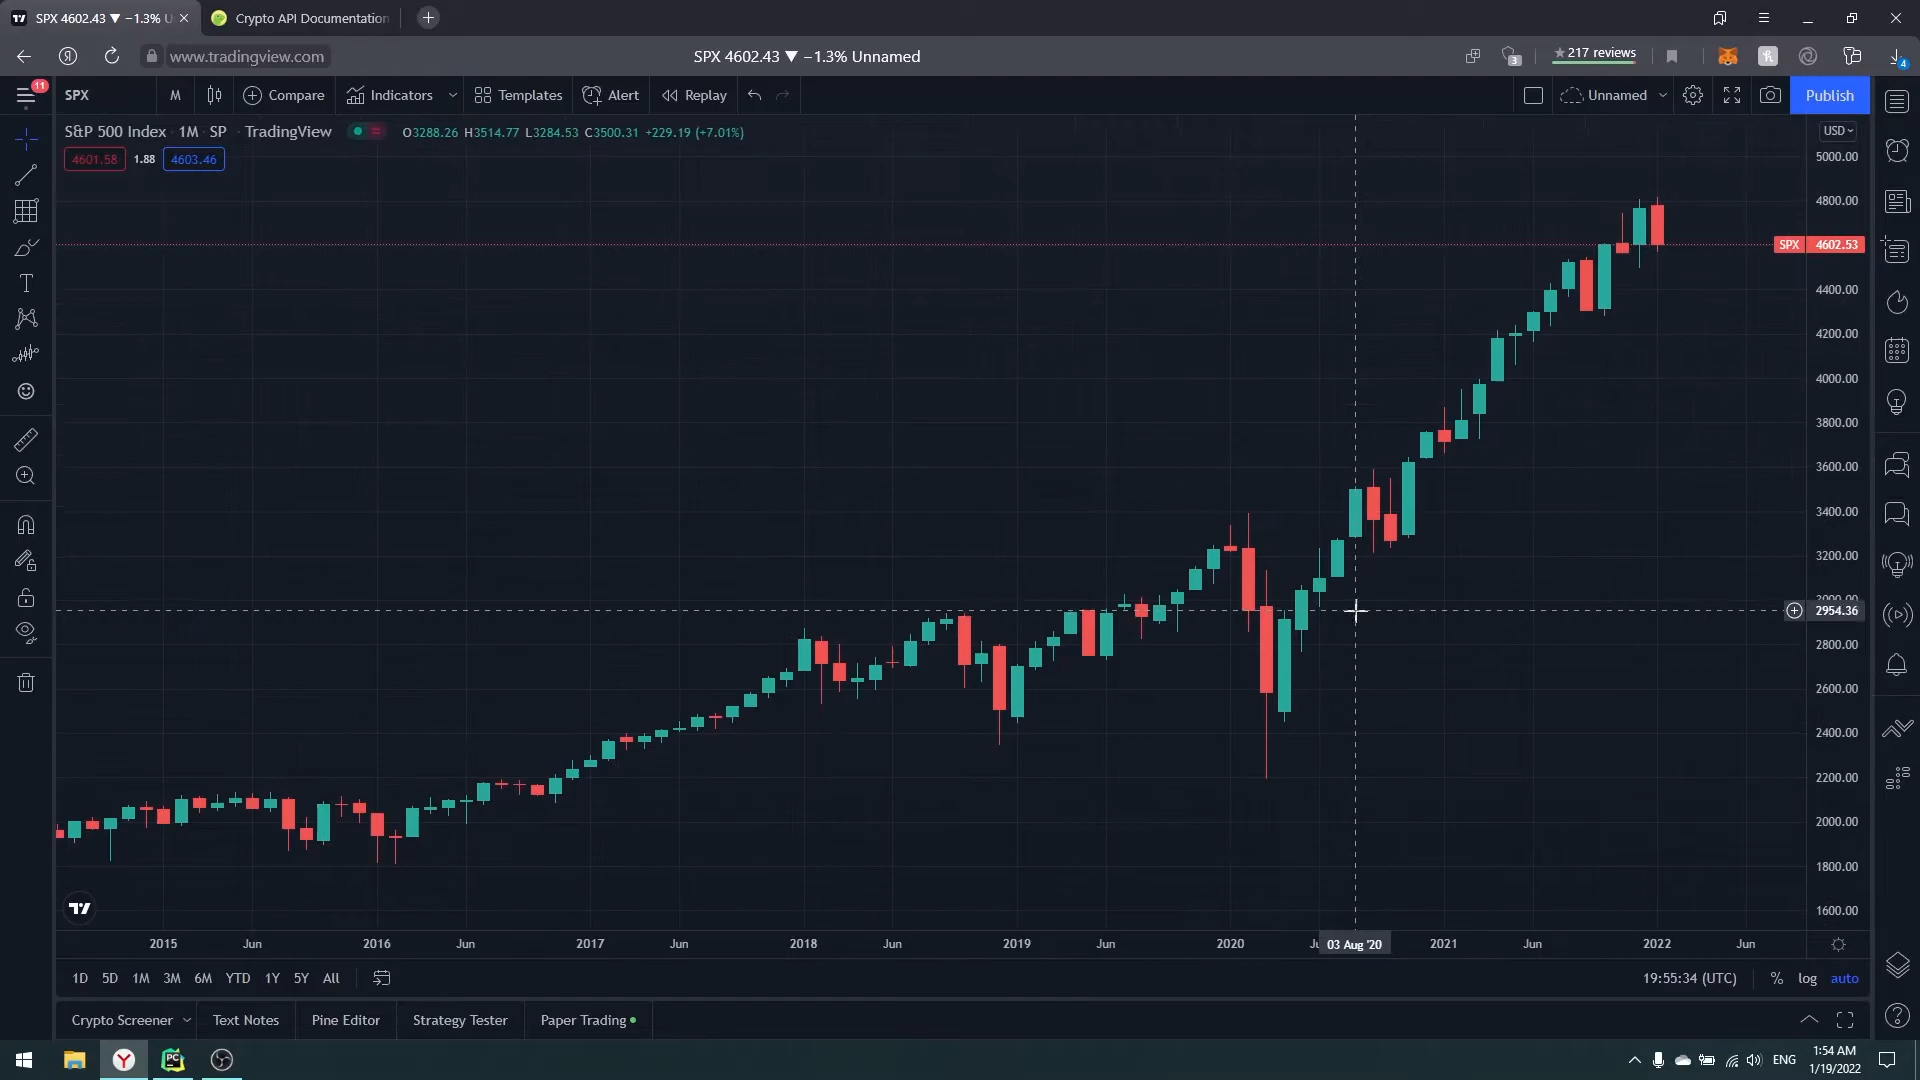 SPX 4602.43 ▼ −1.3% U
Crypto API Documentation
www.tradingview.com
SPX 4602.43 ▼ −1.3% Unnamed
3
★217 reviews
4
11
SPX
M
Compare
Indicators
Templates
Alert
Replay
Unnamed
Publish
S&P 500 Index · 1M · SP · TradingView
O3288.26 H3514.77 L3284.53 C3500.31 +229.19 (+7.01%)
4601.58 1.88 4603.46
USD
5000.00
4800.00
SPX 4602.53
4400.00
4200.00
4000.00
3800.00
3600.00
3400.00
3200.00
2954.36
2800.00
2600.00
2400.00
2200.00
2000.00
1800.00
1600.00
2015 Jun 2016 Jun 2017 Jun 2018 Jun 2019 Jun 2020 03 Aug '20 2021 Jun 2022 Jun
1D 5D 1M 3M 6M YTD 1Y 5Y All
19:55:34 (UTC) % log auto
Crypto Screener Text Notes Pine Editor Strategy Tester Paper Trading
PC
ENG
1:54 AM
1/19/2022